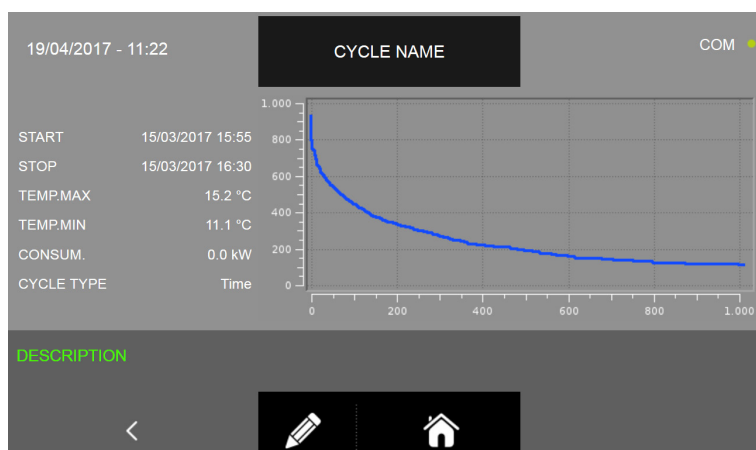 19/04/2017 - 11:22
CYCLE NAME
COM
START 15/03/2017 15:55
STOP 15/03/2017 16:30
TEMP.MAX 15.2 °C
TEMP.MIN 11.1 °C
CONSUM. 0.0 kW
CYCLE TYPE Time
1.000
800
600
400
200
0
0 200 400 600 800 1.000
DESCRIPTION